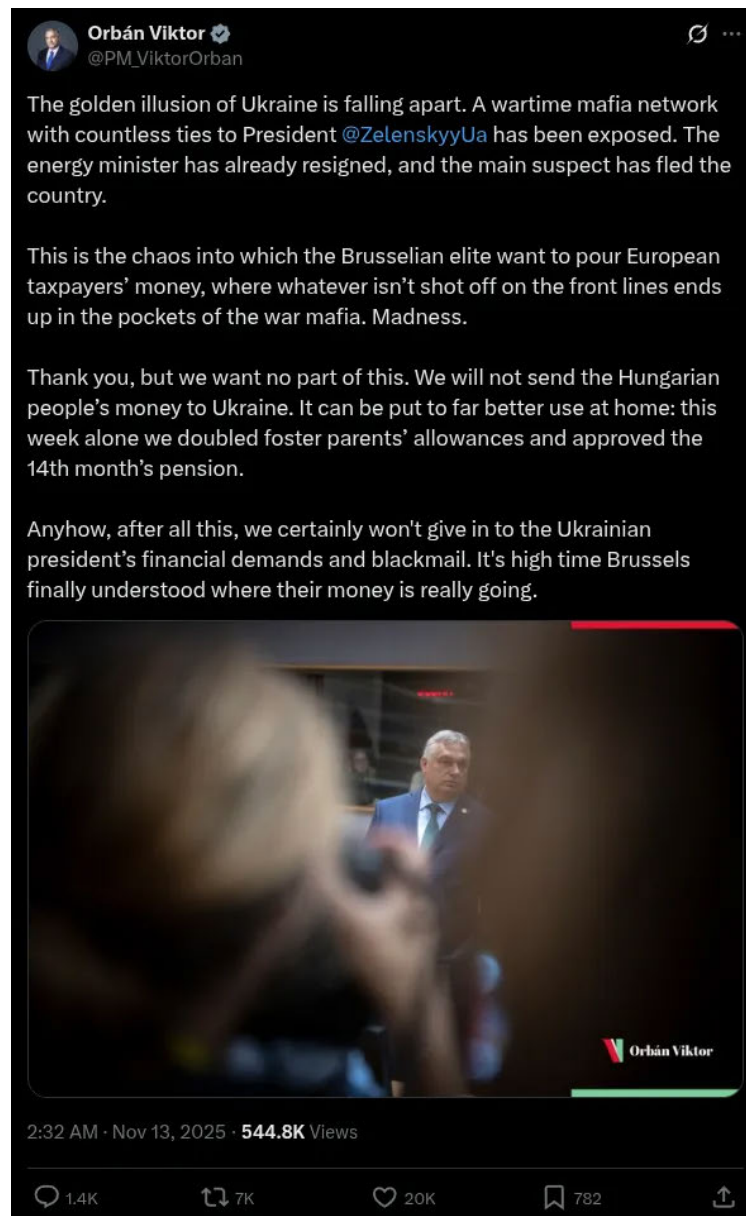 Orbán Viktor
@PM_ViktorOrban
The golden illusion of Ukraine is falling apart. A wartime mafia network
with countless ties to President @ZelenskyyUa has been exposed. The
energy minister has already resigned, and the main suspect has fled the
country.
This is the chaos into which the Brusselian elite want to pour European
taxpayers’ money, where whatever isn’t shot off on the front lines ends
up in the pockets of the war mafia. Madness.
Thank you, but we want no part of this. We will not send the Hungarian
people’s money to Ukraine. It can be put to far better use at home: this
week alone we doubled foster parents’ allowances and approved the
14th month’s pension.
Anyhow, after all this, we certainly won't give in to the Ukrainian
president’s financial demands and blackmail. It's high time Brussels
finally understood where their money is really going.
Orbán Viktor
2:32 AM · Nov 13, 2025 · 544.8K Views
1.4K 7K 20K 782